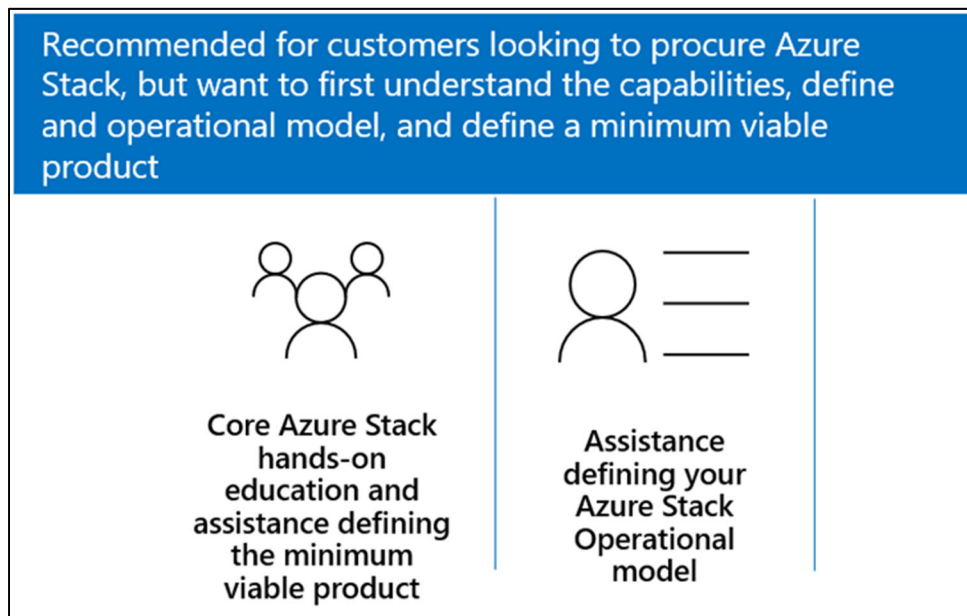 Recommended for customers looking to procure Azure
Stack, but want to first understand the capabilities, define
and operational model, and define a minimum viable
product
Core Azure Stack
hands-on
education and
assistance defining
the minimum
viable product
Assistance
defining your
Azure Stack
Operational
model